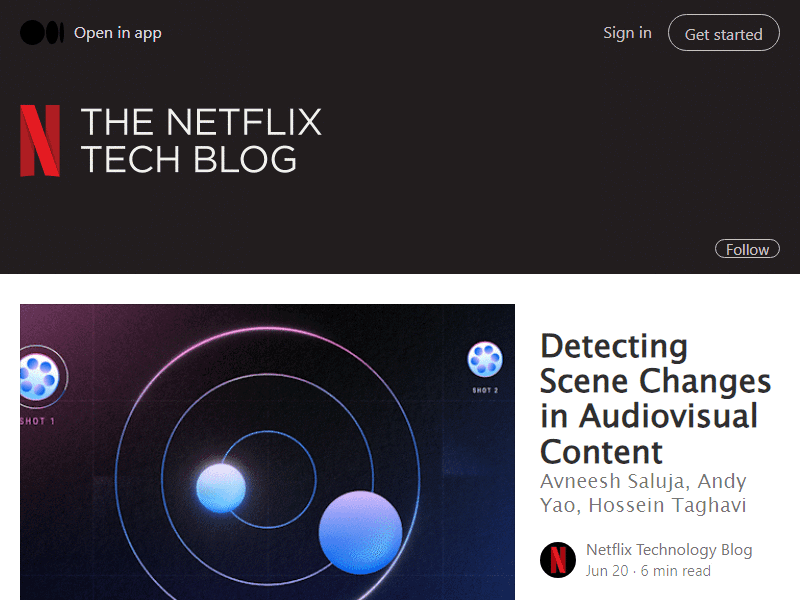 Open in app
Sign in
Get started
THE NETFLIX
TECH BLOG
Follow
SHOT 1
SHOT 2
Detecting
Scene Changes
in Audiovisual
Content
Avneesh Saluja, Andy
Yao, Hossein Taghavi
Netflix Technology Blog
Jun 20 · 6 min read